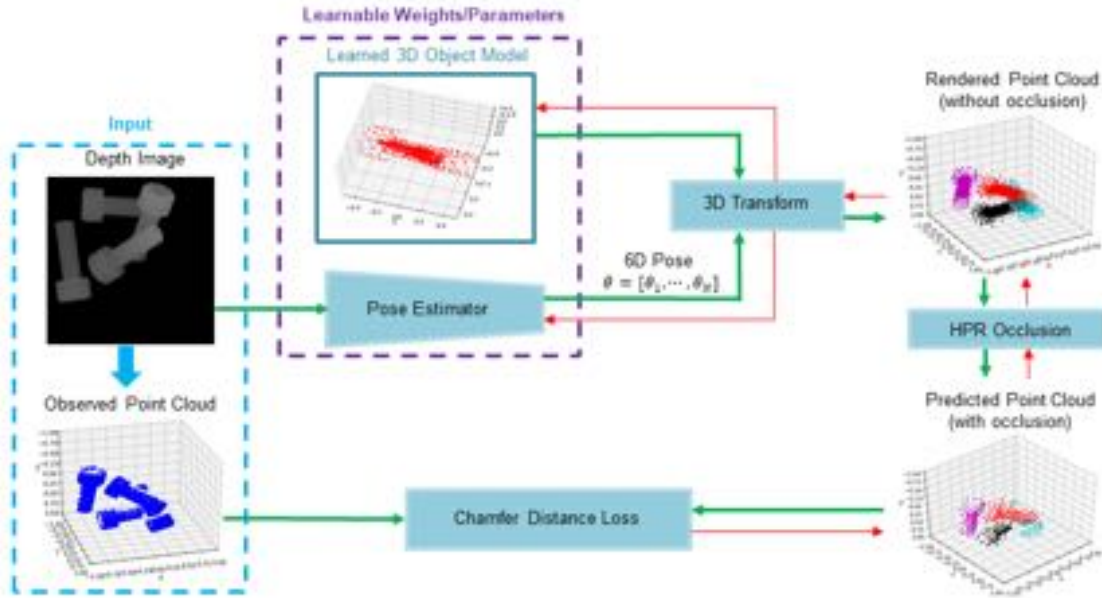 Learnable Weights/Parameters
Learned 3D Object Model
Input
Depth Image
Rendered Point Cloud
(without occlusion)
3D Transform
6D Pose
θ = [θ₁,⋯,θ_N]
Pose Estimator
HPR Occlusion
Observed Point Cloud
Predicted Point Cloud
(with occlusion)
Chamfer Distance Loss